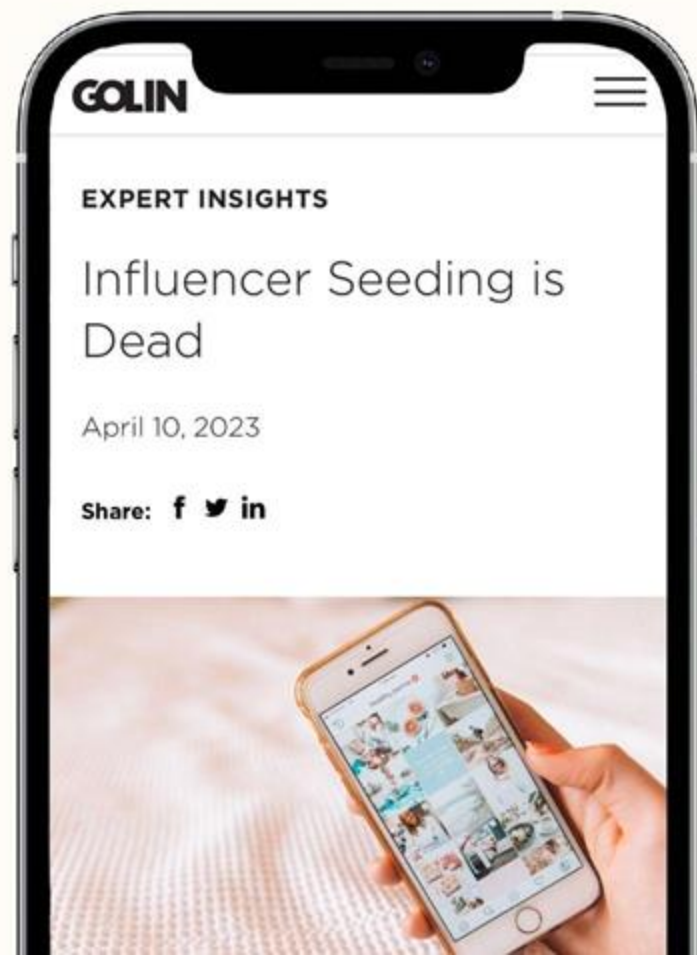 GOLIN
EXPERT INSIGHTS
Influencer Seeding is
Dead
April 10, 2023
Share: f in